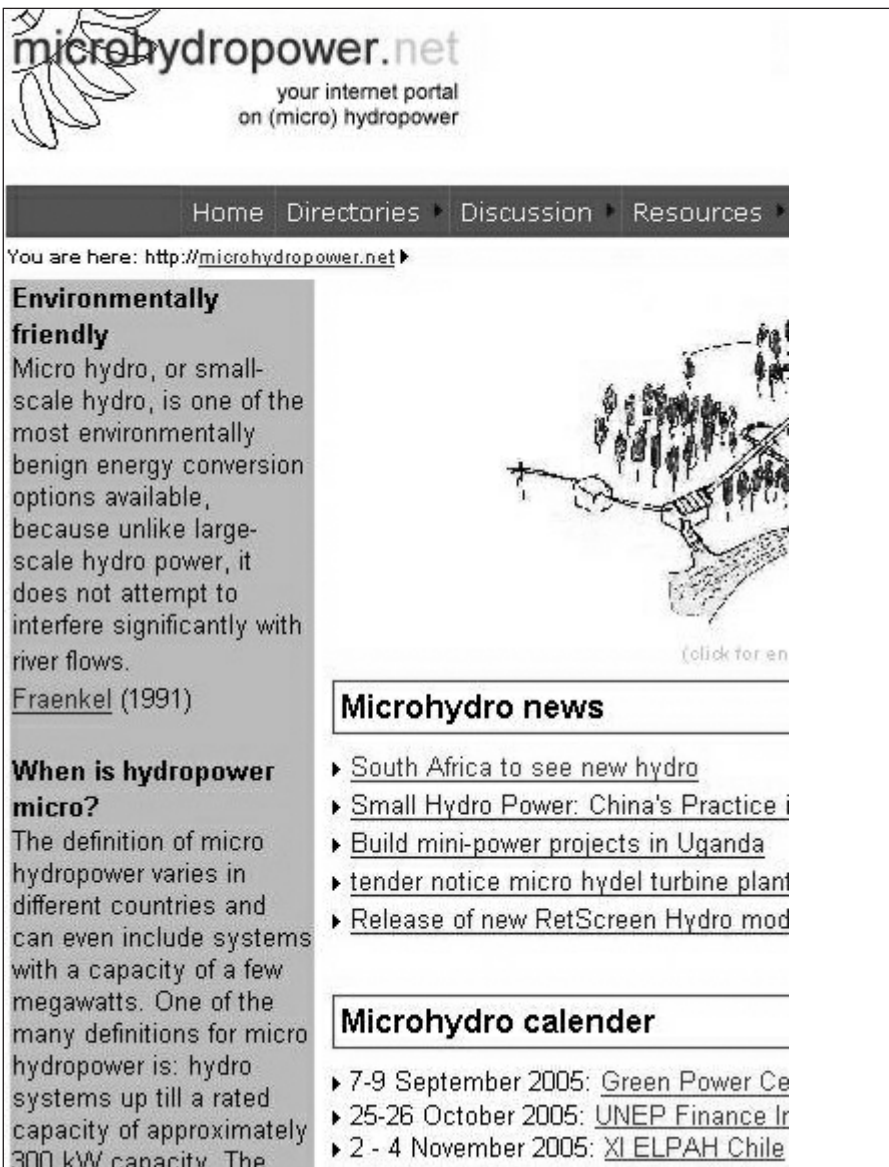 microhydropower.net
your internet portal
on (micro) hydropower
Home Directories Discussion Resources
You are here: http://microhydropower.net
Environmentally
friendly
Micro hydro, or small-
scale hydro, is one of the
most environmentally
benign energy conversion
options available,
because unlike large-
scale hydro power, it
does not attempt to
interfere significantly with
river flows.
Fraenkel (1991)
When is hydropower
micro?
The definition of micro
hydropower varies in
different countries and
can even include systems
with a capacity of a few
megawatts. One of the
many definitions for micro
hydropower is: hydro
systems up till a rated
capacity of approximately
300 kW capacity. The
(click for en
Microhydro news
South Africa to see new hydro
Small Hydro Power: China's Practice i
Build mini-power projects in Uganda
tender notice micro hydel turbine plant
Release of new RetScreen Hydro mod
Microhydro calender
7-9 September 2005: Green Power Ce
25-26 October 2005: UNEP Finance In
2 - 4 November 2005: XI ELPAH Chile